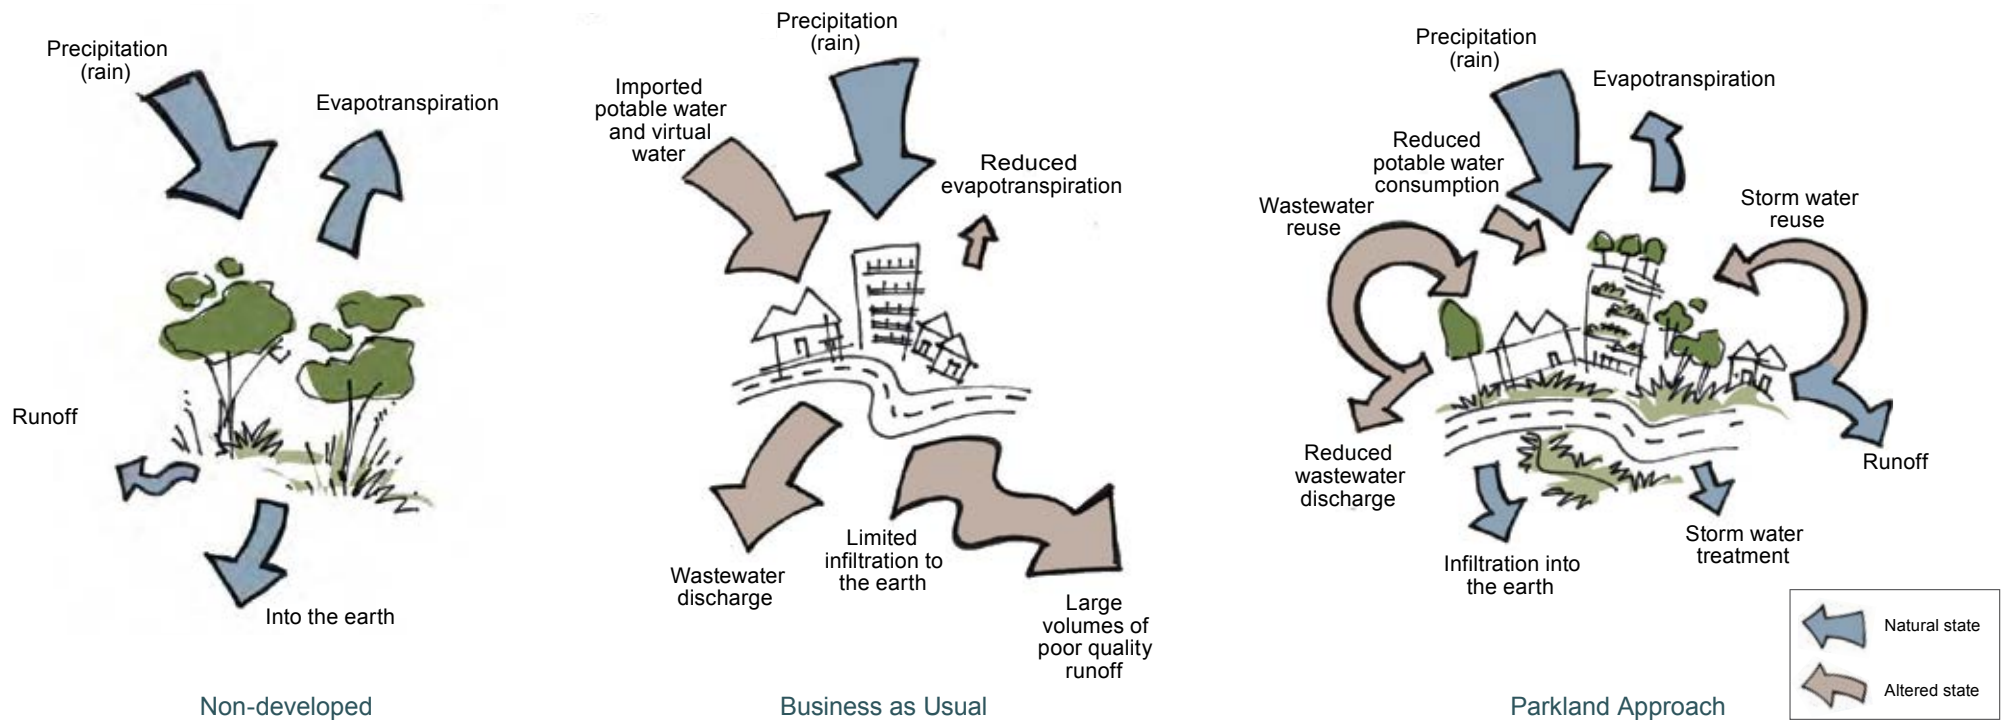 Precipitation
(rain)
Evapotranspiration
Runoff
Into the earth
Non-developed
Precipitation
(rain)
Imported
potable water
and virtual
water
Reduced
evapotranspiration
Wastewater
discharge
Limited
infiltration to
the earth
Large
volumes of
poor quality
runoff
Business as Usual
Precipitation
(rain)
Evapotranspiration
Reduced
potable water
consumption
Wastewater
reuse
Storm water
reuse
Reduced
wastewater
discharge
Runoff
Infiltration into
the earth
Storm water
treatment
Parkland Approach
Natural state
Altered state